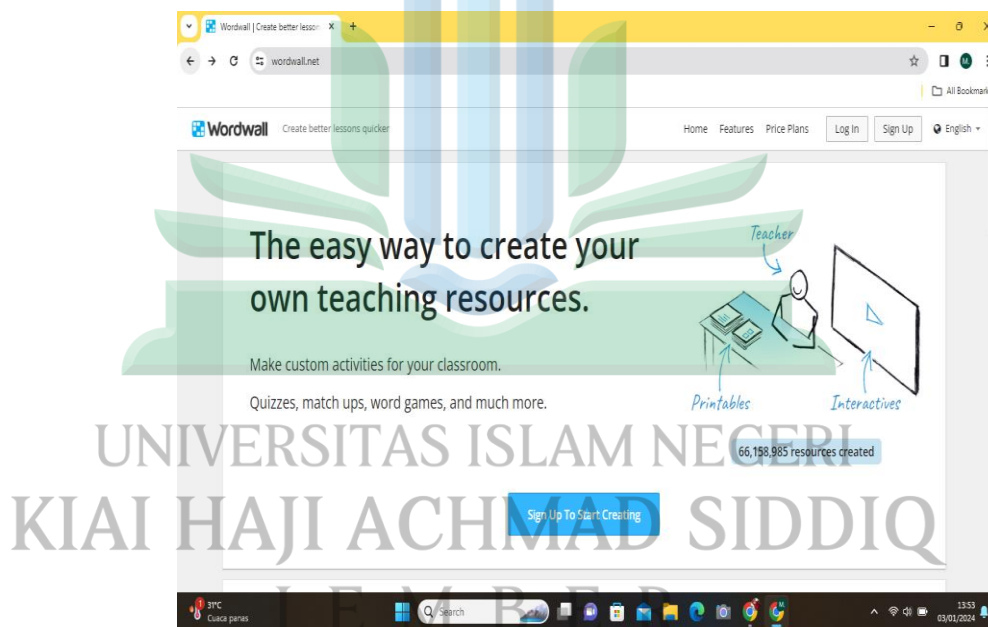 Wordwall | Create better lesson
wordwall.net
All Bookmark
Wordwall Create better lessons quicker Home Features Price Plans Log In Sign Up English
The easy way to create your
own teaching resources.
Teacher
Make custom activities for your classroom.
Quizzes, match ups, word games, and much more.
Printables Interactives
66,158,985 resources created
Sign Up To Start Creating
UNIVERSITAS ISLAM NEGERI
KIAI HAJI ACHMAD SIDDIQ
J E M B E R
1 31°C
Cuaca panas
Search
13:53
03/01/2024